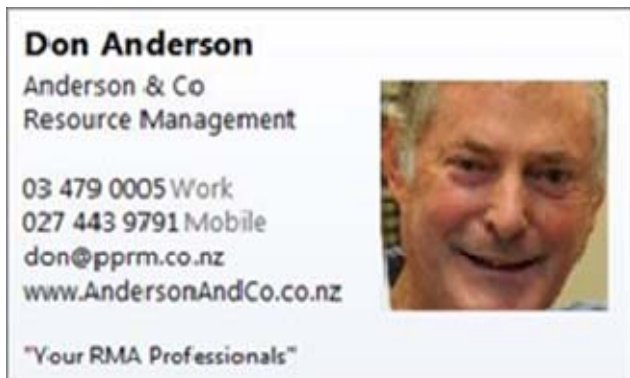 Don Anderson
Anderson & Co
Resource Management
03 479 0005 Work
027 443 9791 Mobile
don@pprm.co.nz
www.AndersonAndCo.co.nz
"Your RMA Professionals"